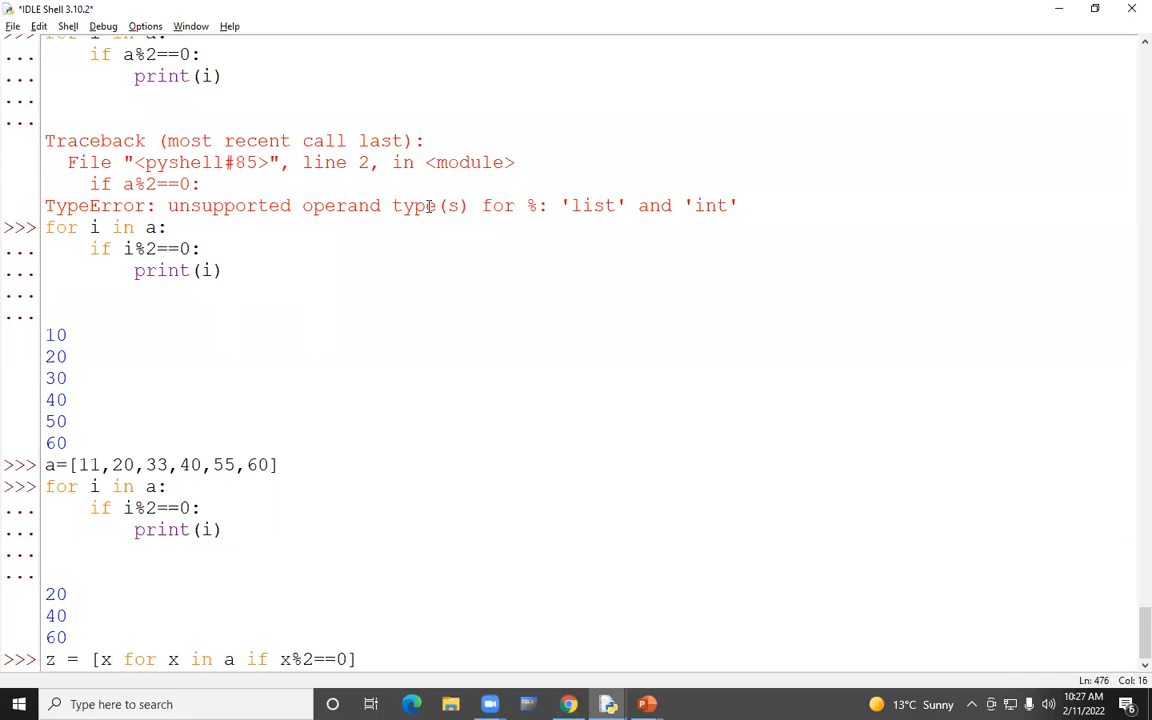 *IDLE Shell 3.10.2*
File Edit Shell Debug Options Window Help
>>> for i in a:
...     if a%2==0:
...         print(i)
...
...
Traceback (most recent call last):
  File "<pyshell#85>", line 2, in <module>
    if a%2==0:
TypeError: unsupported operand type(s) for %: 'list' and 'int'
>>> for i in a:
...     if i%2==0:
...         print(i)
...
...
10
20
30
40
50
60
>>> a=[11,20,33,40,55,60]
>>> for i in a:
...     if i%2==0:
...         print(i)
...
...
20
40
60
>>> z = [x for x in a if x%2==0]
Ln: 476 Col: 16
Type here to search
13°C Sunny
10:27 AM
2/11/2022
6